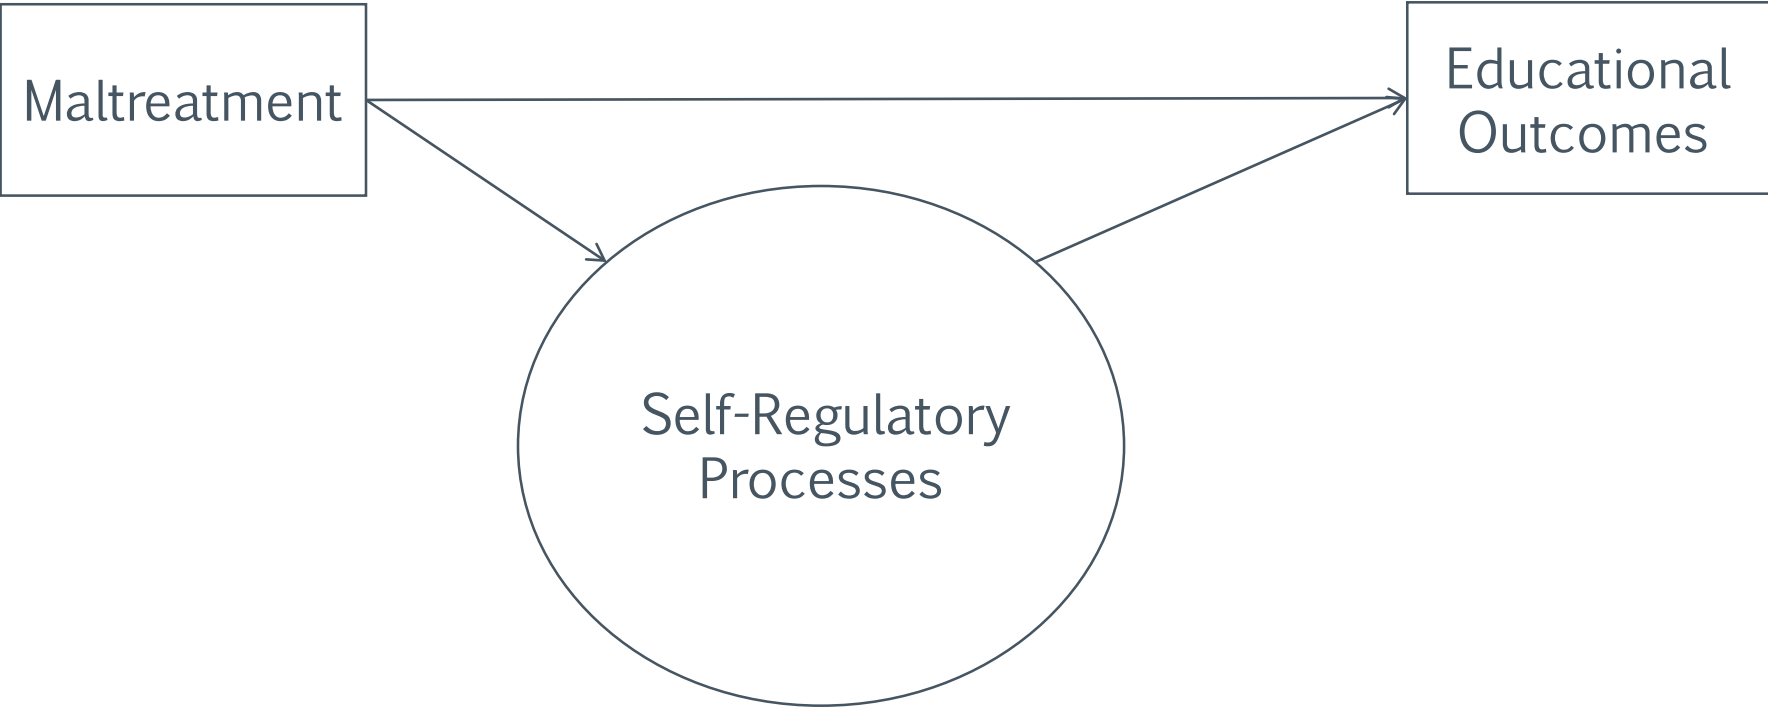 Maltreatment
Educational
Outcomes
Self-Regulatory
Processes